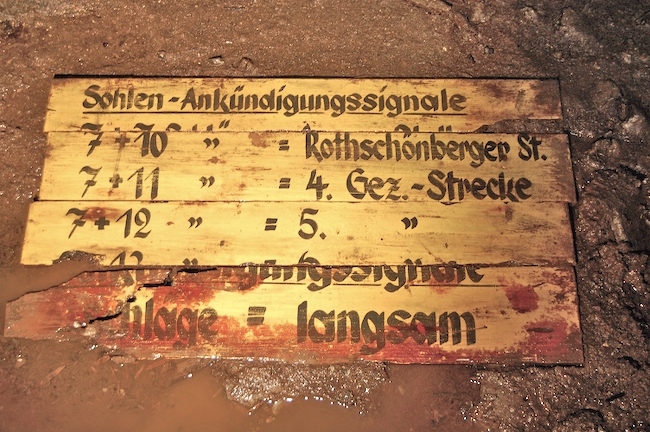 Sohlen-Ankündigungssignale
7+10 " = Rothschönberger St.
7+11 " = 4. Gez.-Strecke
7+12 " = 5. "
= langsam